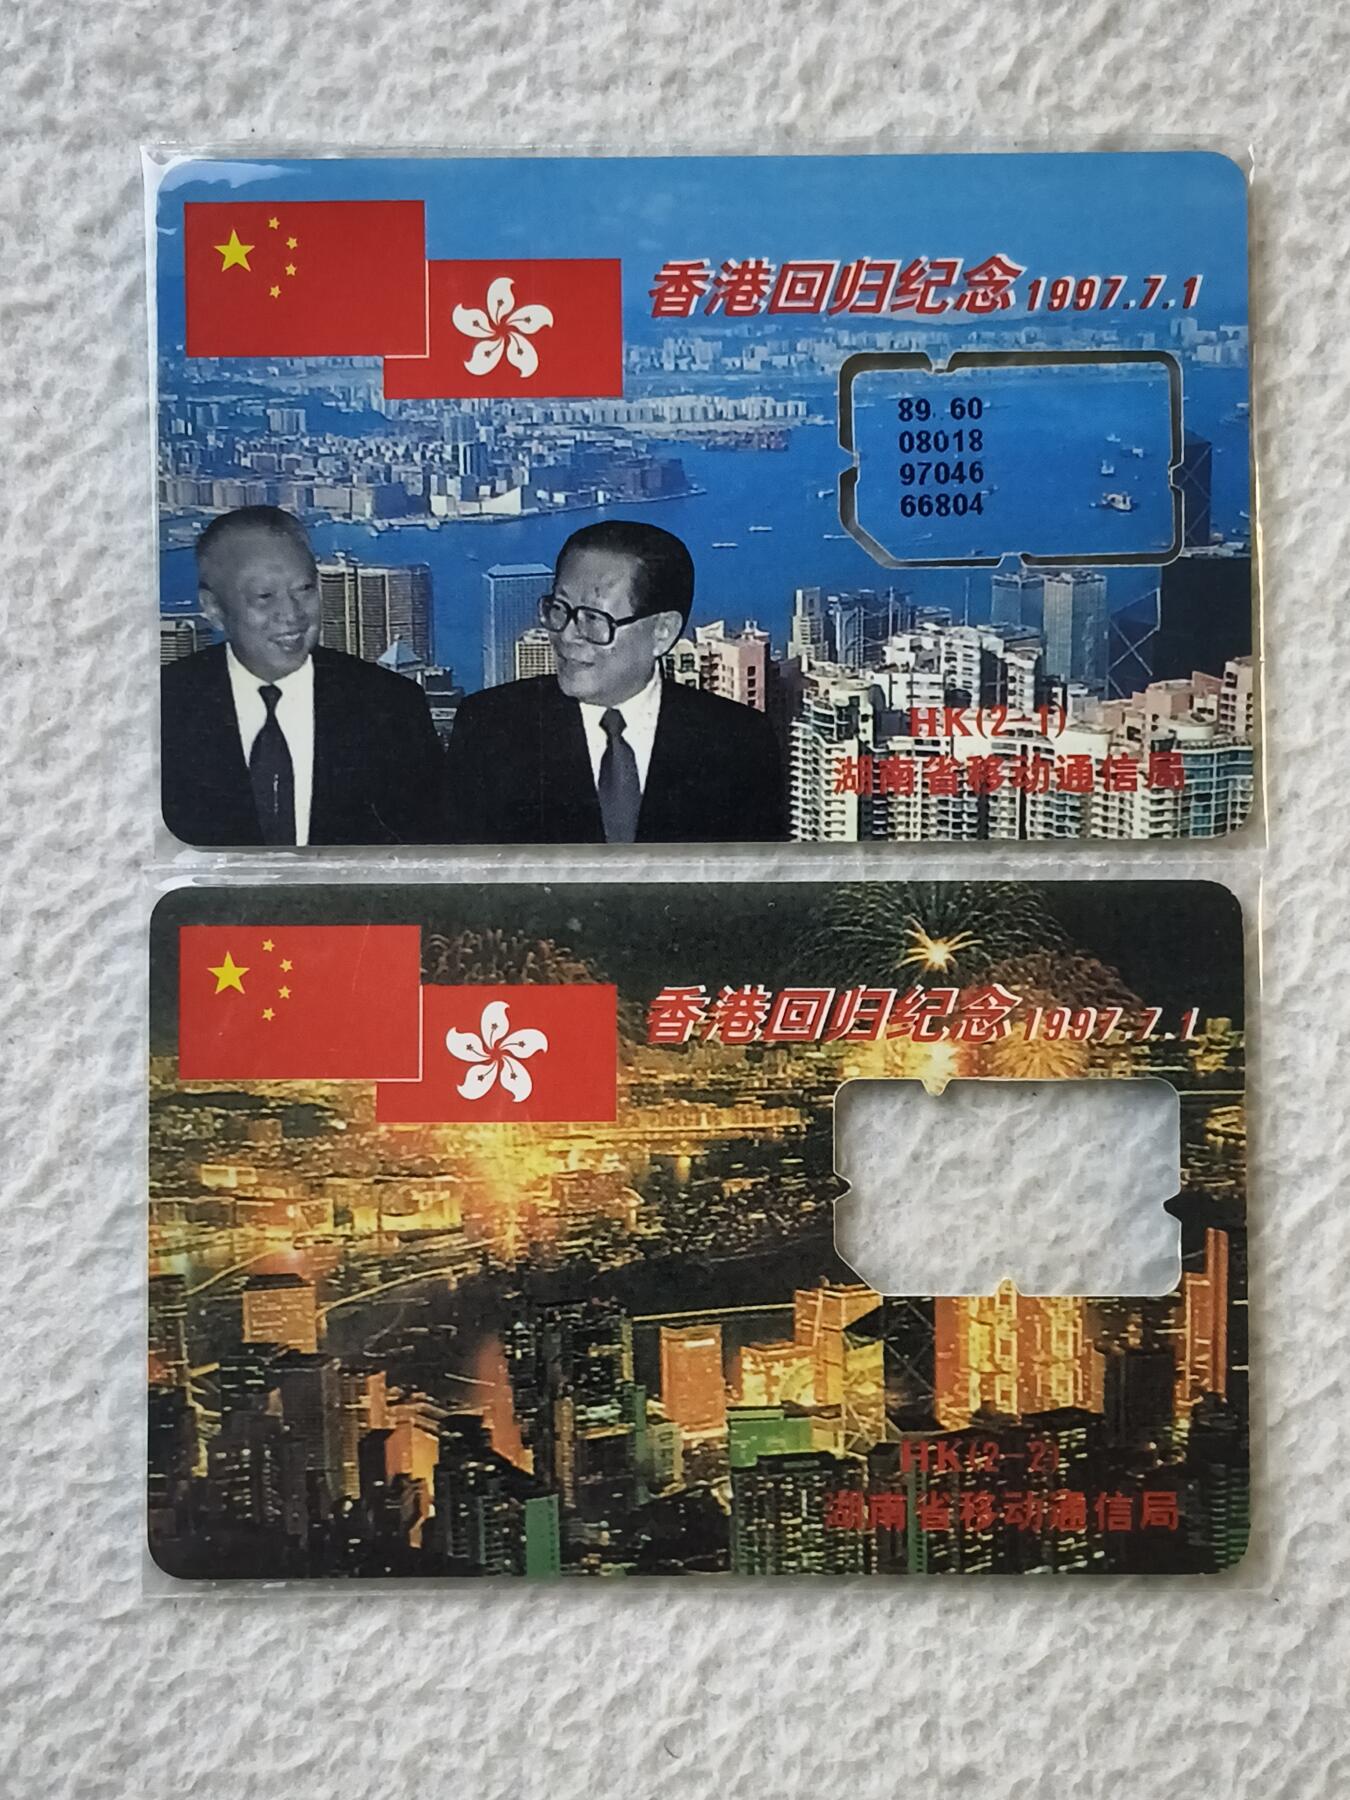 香港回归纪念1997.7.1
89 60
08018
97046
66804
HK(2-1)
湖南省移动通信局
香港回归纪念1997.7.1
HK(2-2)
湖南省移动通信局